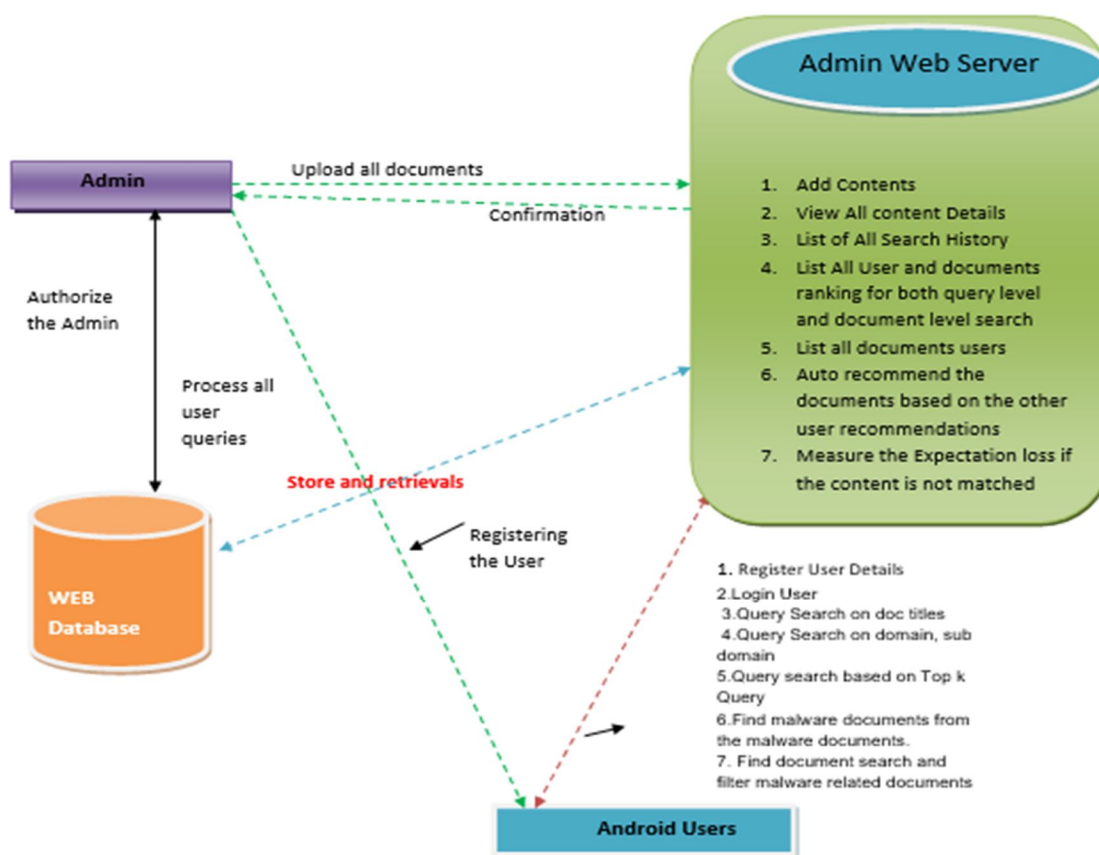 Admin Web Server
Admin
Upload all documents
Confirmation
1. Add Contents
2. View All content Details
3. List of All Search History
4. List All User and documents
ranking for both query level
and document level search
5. List all documents users
6. Auto recommend the
documents based on the other
user recommendations
7. Measure the Expectation loss if
the content is not matched
Authorize
the Admin
Process all
user
queries
Store and retrievals
Registering
the User
WEB
Database
1. Register User Details
2.Login User
3.Query Search on doc titles
4.Query Search on domain, sub
domain
5.Query search based on Top k
Query
6.Find malware documents from
the malware documents.
7. Find document search and
filter malware related documents
Android Users